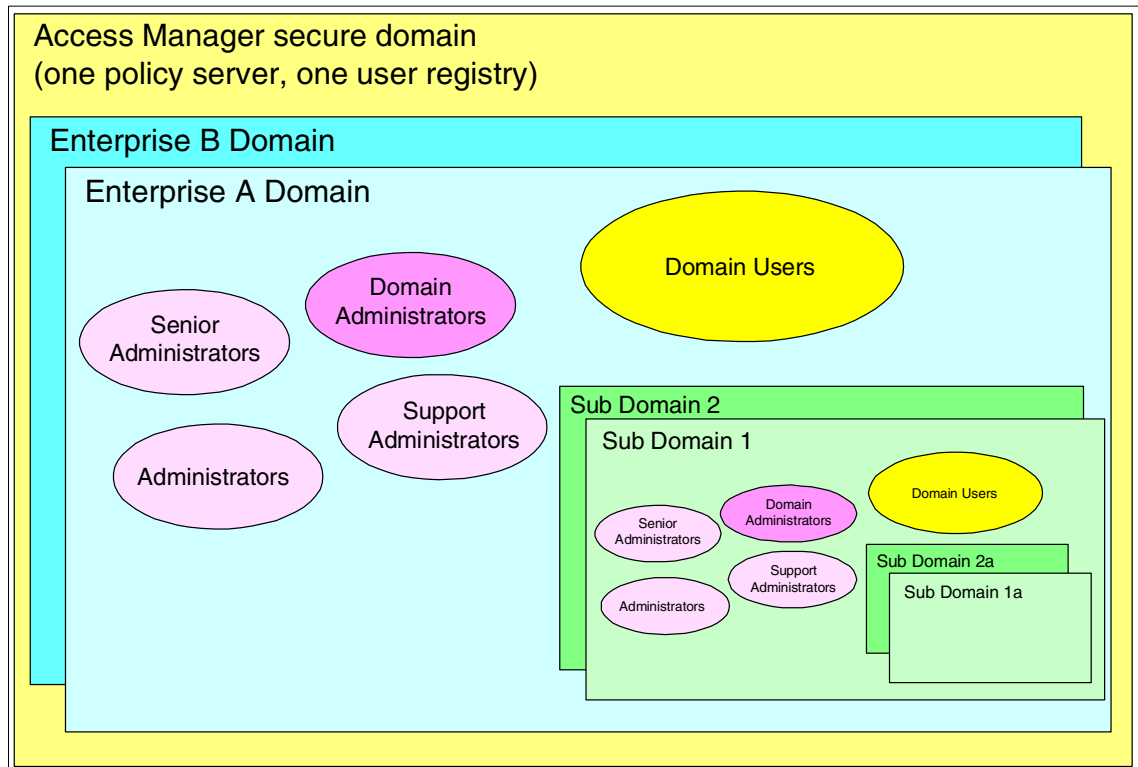 Access Manager secure domain
(one policy server, one user registry)
Enterprise B Domain
Enterprise A Domain
Domain Users
Domain
Administrators
Senior
Administrators
Support
Administrators
Administrators
Sub Domain 2
Sub Domain 1
Domain Users
Domain
Administrators
Senior
Administrators
Support
Administrators
Administrators
Sub Domain 2a
Sub Domain 1a